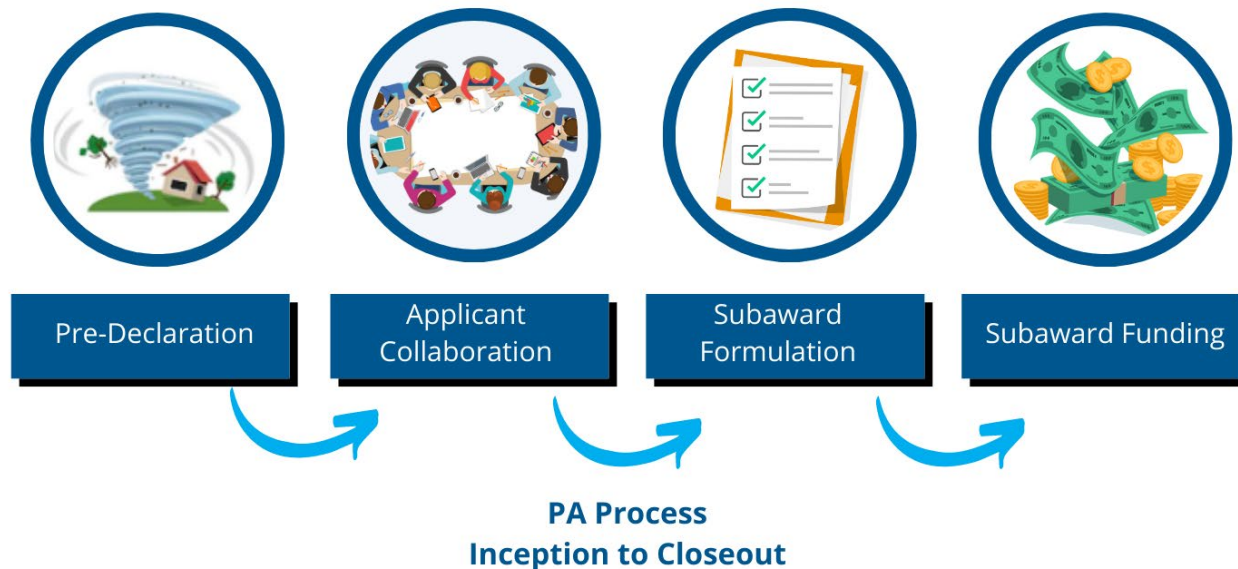 Pre-Declaration
Applicant
Collaboration
Subaward
Formulation
Subaward Funding
PA Process
Inception to Closeout